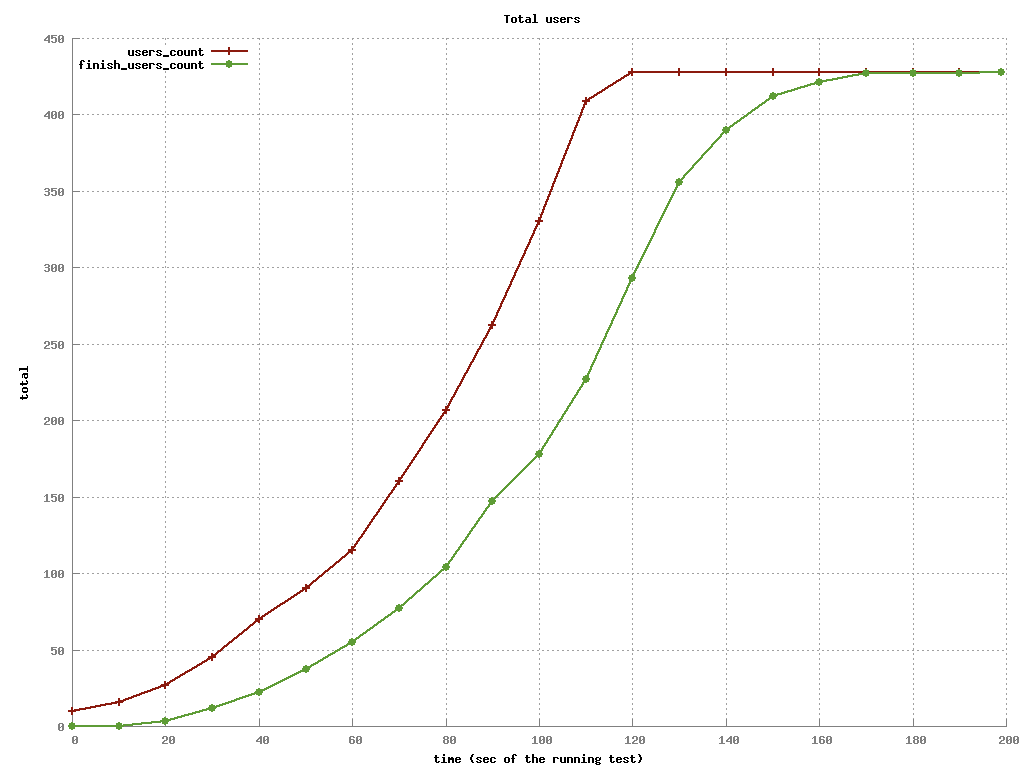 Total users
450
users_count
finish_users_count
400
350
300
250
total
200
150
100
50
0
0 20 40 60 80 100 120 140 160 180 200
time (sec of the running test)